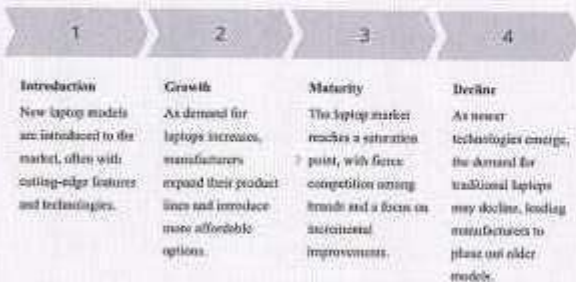 1
2
3
4
Introduction
New laptop models
are introduced to the
market, often with
cutting-edge features
and technologies.
Growth
As demand for
laptops increases,
manufacturers
expand their product
lines and introduce
more affordable
options.
Maturity
The laptop market
reaches a saturation
point, with fierce
competition among
brands and a focus on
incremental
improvements.
Decline
As newer
technologies emerge,
the demand for
traditional laptops
may decline, leading
manufacturers to
phase out older
models.